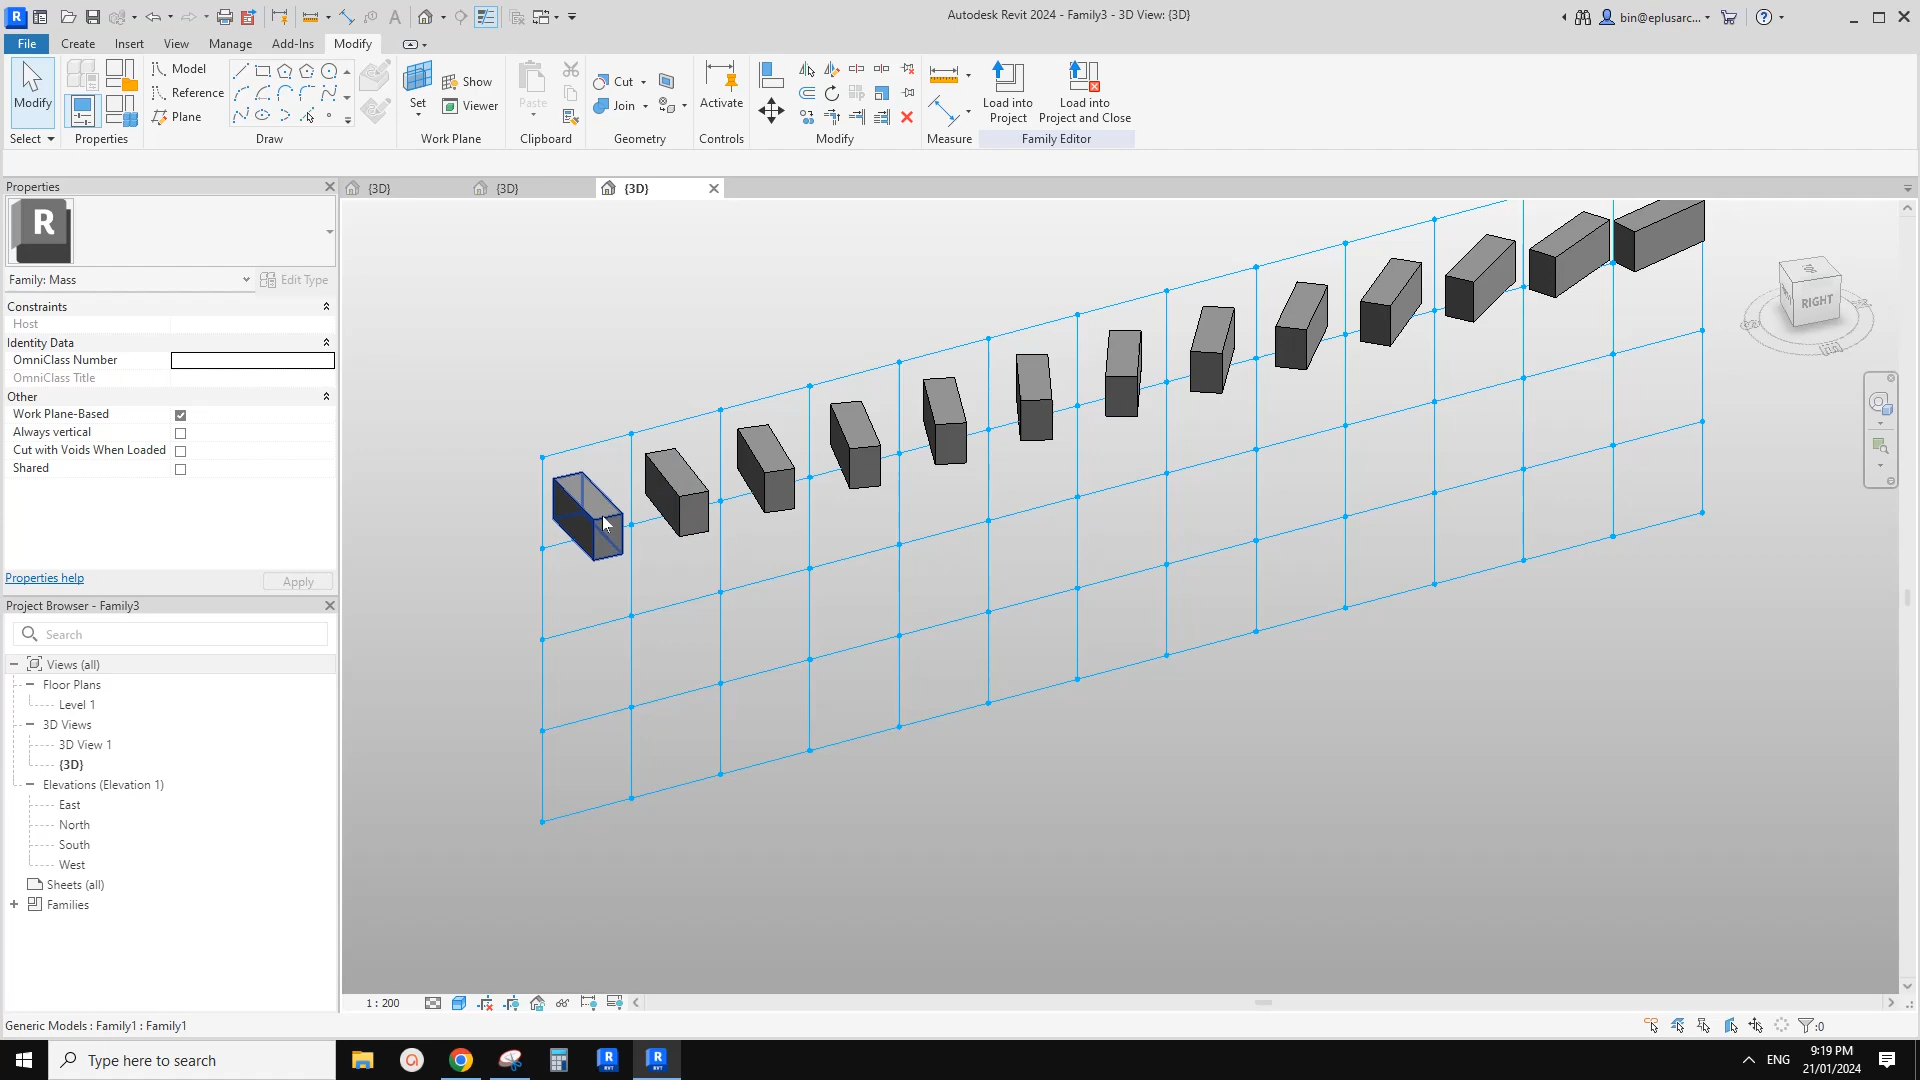 Autodesk Revit 2024 - Family3 - 3D View: {3D}
bin@eplusarc...
File
Create
Insert
View
Manage
Add-Ins
Modify
Modify
Select
Properties
Model
Reference
Plane
Draw
Set
Show
Viewer
Work Plane
Paste
Clipboard
Cut
Join
Geometry
Activate
Controls
Modify
Measure
Load into
Project
Load into
Project and Close
Family Editor
Properties
{3D}
{3D}
{3D}
R
Family: Mass
Edit Type
Constraints
Host
Identity Data
OmniClass Number
OmniClass Title
Other
Work Plane-Based
Always vertical
Cut with Voids When Loaded
Shared
Properties help
Apply
Project Browser - Family3
Search
Views (all)
Floor Plans
Level 1
3D Views
3D View 1
{3D}
Elevations (Elevation 1)
East
North
South
West
Sheets (all)
Families
RIGHT
1 : 200
Generic Models : Family1 : Family1
:0
Type here to search
ENG
9:19 PM
21/01/2024